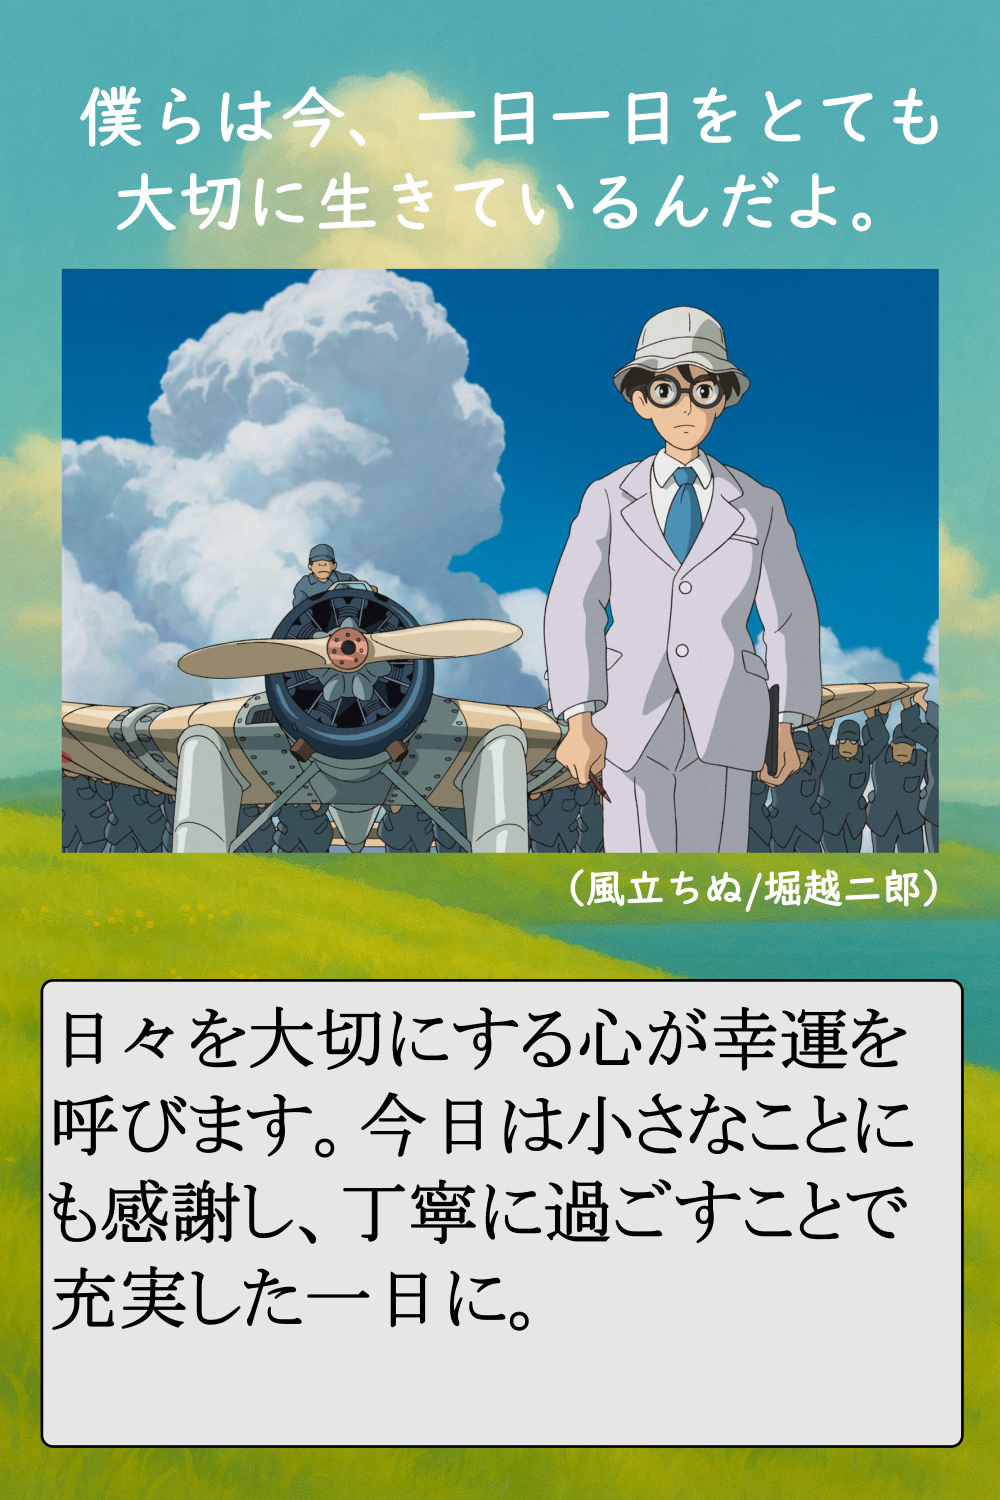 僕らは今、一日一日をとても
大切に生きているんだよ。
（風立ちぬ/堀越二郎）
日々を大切にする心が幸運を
呼びます。今日は小さなことに
も感謝し、丁寧に過ごすことで
充実した一日に。